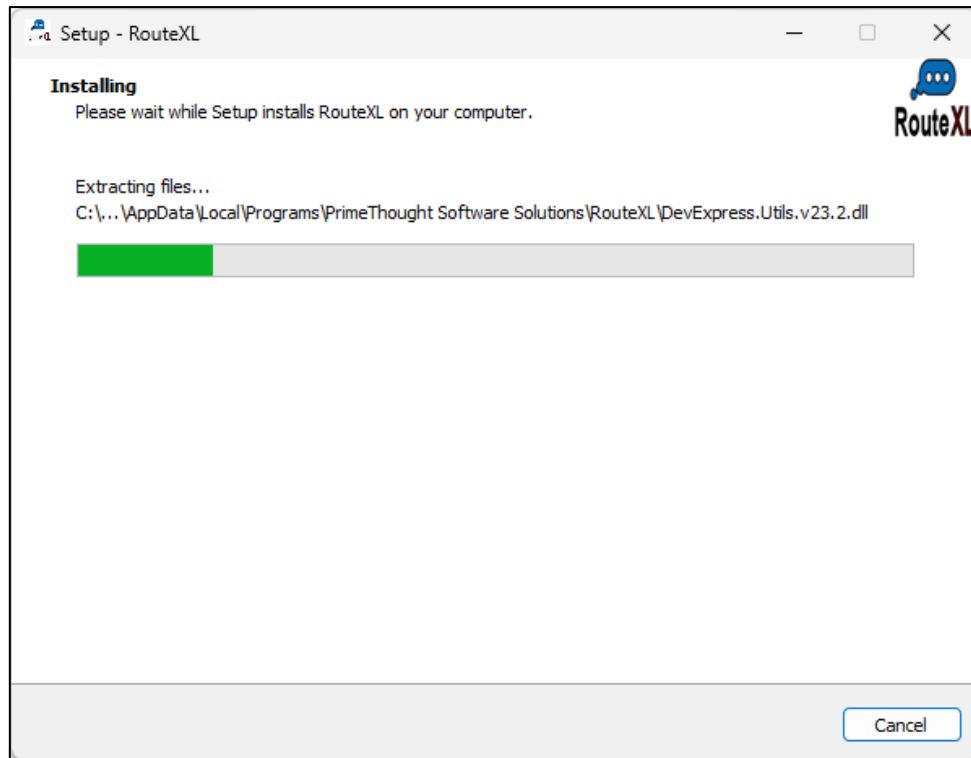 Setup - RouteXL
Installing
Please wait while Setup installs RouteXL on your computer.
RouteXL
Extracting files...
C:\...\AppData\Local\Programs\PrimeThought Software Solutions\RouteXL\DevExpress.Utils.v23.2.dll
Cancel